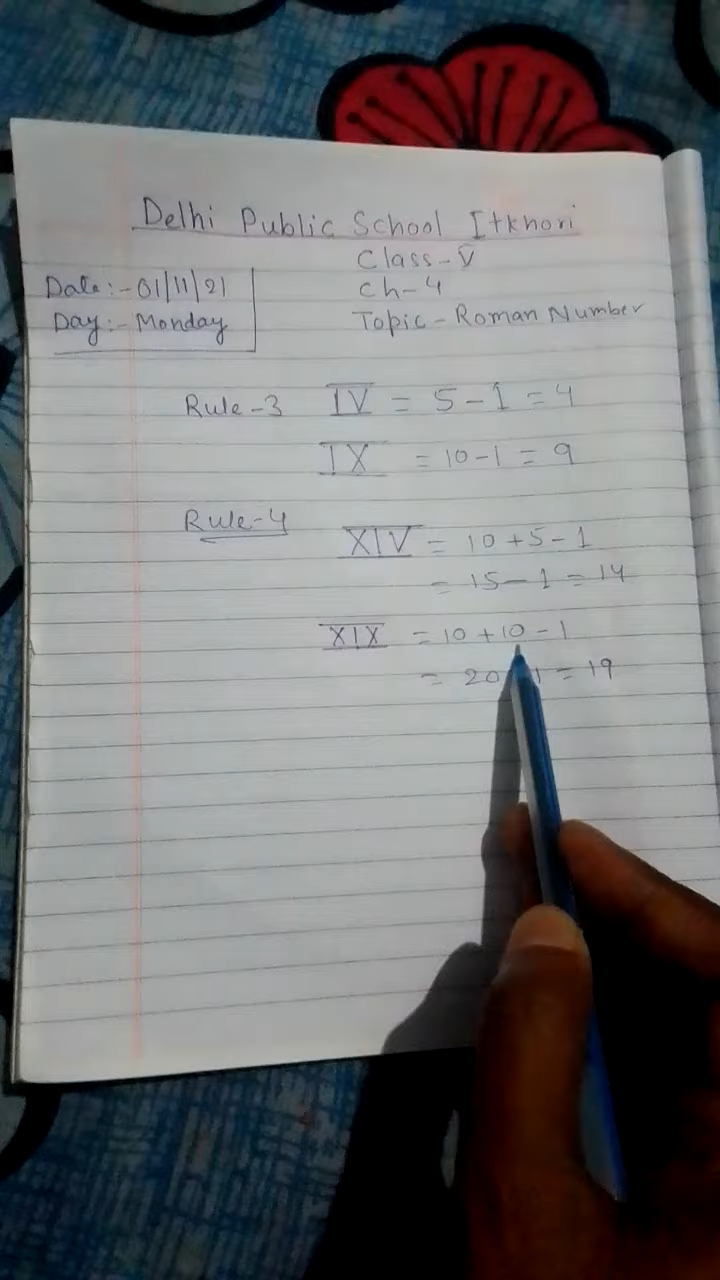 Delhi Public School Itkhori
Class-V
Date:-01/11/21
Ch-4
Day:- Monday
Topic-Roman Number
Rule-3 IV = 5-1=4
IX = 10-1 = 9
Rule-4
XIV = 10+5-1
= 15-1=14
XIX = 10+10-1
= 20-1=19